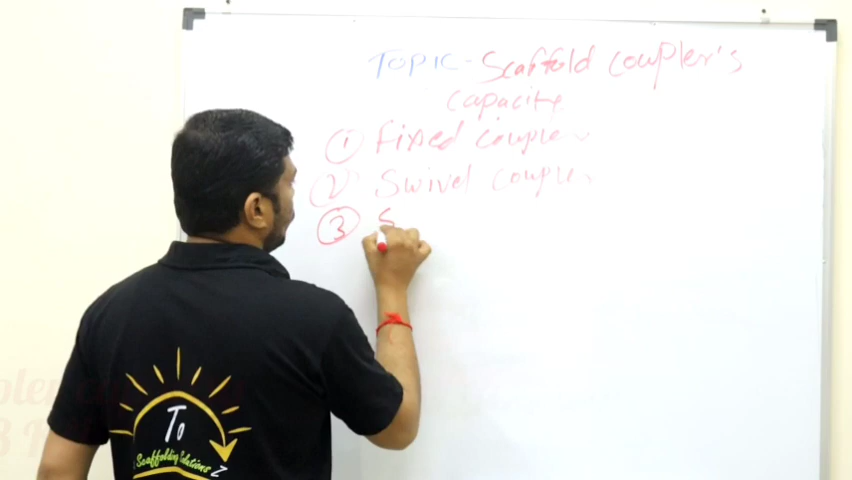 TOPIC - Scaffold Coupler's
capacity
① Fixed Coupler
② Swivel Coupler
③ S
To
Scaffolding Solutions
Z